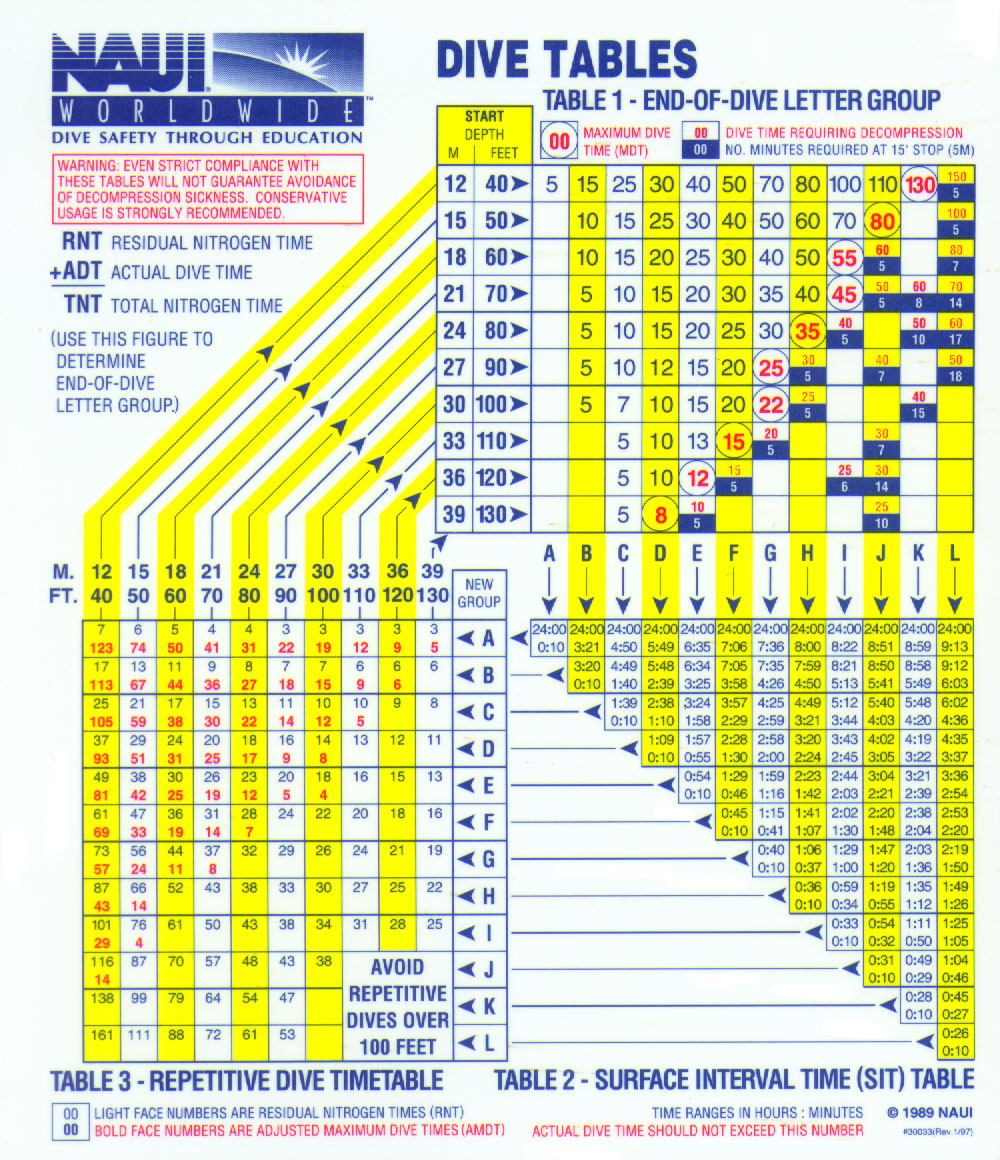 NAUI
WORLDWIDE™
DIVE SAFETY THROUGH EDUCATION
WARNING: EVEN STRICT COMPLIANCE WITH
THESE TABLES WILL NOT GUARANTEE AVOIDANCE
OF DECOMPRESSION SICKNESS. CONSERVATIVE
USAGE IS STRONGLY RECOMMENDED.
RNT RESIDUAL NITROGEN TIME
+ADT ACTUAL DIVE TIME
TNT TOTAL NITROGEN TIME
(USE THIS FIGURE TO
DETERMINE
END-OF-DIVE
LETTER GROUP.)
DIVE TABLES
TABLE 1 - END-OF-DIVE LETTER GROUP
START
DEPTH
M FEET
00 MAXIMUM DIVE
TIME (MDT)
00 DIVE TIME REQUIRING DECOMPRESSION
00 NO. MINUTES REQUIRED AT 15' STOP (5M)
12 40 5 15 25 30 40 50 70 80 100 110 130 150
5
15 50 10 15 25 30 40 50 60 70 80 100
5
18 60 10 15 20 25 30 40 50 55 60 80
5 7
21 70 5 10 15 20 30 35 40 45 50 60 70
5 8 14
24 80 5 10 15 20 25 30 35 40 50 60
5 10 17
27 90 5 10 12 15 20 25 30 40 50
5 7 18
30 100 5 7 10 15 20 22 25 40
5 15
33 110 5 10 13 15 20 30
5 7
36 120 5 10 12 15 25 30
5 6 14
39 130 5 8 10 25
5 10
A B C D E F G H I J K L
M. 12 15 18 21 24 27 30 33 36 39
FT. 40 50 60 70 80 90 100 110 120 130
NEW
GROUP
7 6 5 4 4 3 3 3 3 3 A 24:00 24:00 24:00 24:00 24:00 24:00 24:00 24:00 24:00 24:00 24:00 24:00
123 74 50 41 31 22 19 12 9 5 0:10 3:21 4:50 5:49 6:35 7:06 7:36 8:00 8:22 8:51 8:59 9:13
17 13 11 9 8 7 7 6 6 6 B 3:20 4:49 5:48 6:34 7:05 7:35 7:59 8:21 8:50 8:58 9:12
113 67 44 36 27 18 15 9 6 0:10 1:40 2:39 3:25 3:58 4:26 4:50 5:13 5:41 5:49 6:03
25 21 17 15 13 11 10 10 9 8 C 1:39 2:38 3:24 3:57 4:25 4:49 5:12 5:40 5:48 6:02
105 59 38 30 22 14 12 5 0:10 1:10 1:58 2:29 2:59 3:21 3:44 4:03 4:20 4:36
37 29 24 20 18 16 14 13 12 11 D 1:09 1:57 2:28 2:58 3:20 3:43 4:02 4:19 4:35
93 51 31 25 17 9 8 0:10 0:55 1:30 2:00 2:24 2:45 3:05 3:22 3:37
49 38 30 26 23 20 18 16 15 13 E 0:54 1:29 1:59 2:23 2:44 3:04 3:21 3:36
81 42 25 19 12 5 4 0:10 0:46 1:16 1:42 2:03 2:21 2:39 2:54
61 47 36 31 28 24 22 20 18 16 F 0:45 1:15 1:41 2:02 2:20 2:38 2:53
69 33 19 14 7 0:10 0:41 1:07 1:30 1:48 2:04 2:20
73 56 44 37 32 29 26 24 21 19 G 0:40 1:06 1:29 1:47 2:03 2:19
57 24 11 8 0:10 0:37 1:00 1:20 1:36 1:50
87 66 52 43 38 33 30 27 25 22 H 0:36 0:59 1:19 1:35 1:49
43 14 0:10 0:34 0:55 1:12 1:26
101 76 61 50 43 38 34 31 28 25 I 0:33 0:54 1:11 1:25
29 4 0:10 0:32 0:50 1:05
116 87 70 57 48 43 38 J 0:31 0:49 1:04
14 0:10 0:29 0:46
138 99 79 64 54 47 K 0:28 0:45
0:10 0:27
161 111 88 72 61 53 L 0:26
0:10
AVOID
REPETITIVE
DIVES OVER
100 FEET
TABLE 3 - REPETITIVE DIVE TIMETABLE
TABLE 2 - SURFACE INTERVAL TIME (SIT) TABLE
00 LIGHT FACE NUMBERS ARE RESIDUAL NITROGEN TIMES (RNT)
00 BOLD FACE NUMBERS ARE ADJUSTED MAXIMUM DIVE TIMES (AMDT)
TIME RANGES IN HOURS : MINUTES © 1989 NAUI
ACTUAL DIVE TIME SHOULD NOT EXCEED THIS NUMBER #30033(Rev.1/97)